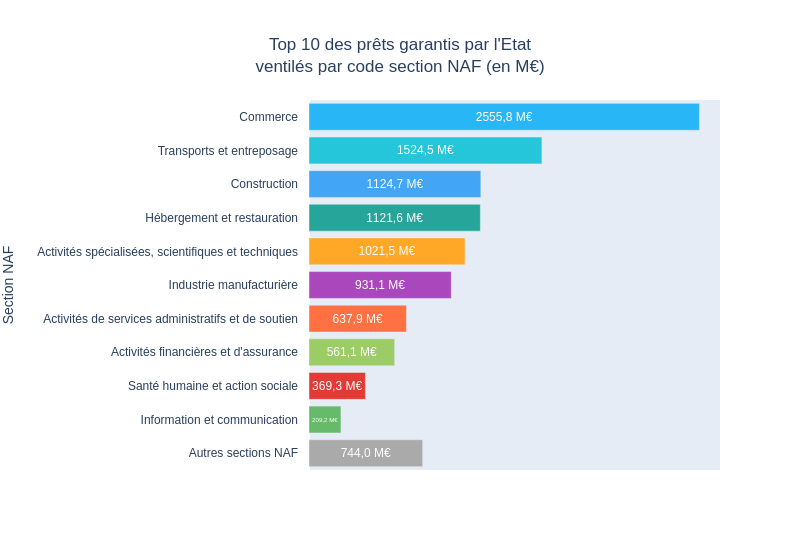 Top 10 des prêts garantis par l'Etat
ventilés par code section NAF (en M€)
Section NAF
Commerce 2555,8 M€
Transports et entreposage 1524,5 M€
Construction 1124,7 M€
Hébergement et restauration 1121,6 M€
Activités spécialisées, scientifiques et techniques 1021,5 M€
Industrie manufacturière 931,1 M€
Activités de services administratifs et de soutien 637,9 M€
Activités financières et d'assurance 561,1 M€
Santé humaine et action sociale 369,3 M€
Information et communication 209,2 M€
Autres sections NAF 744,0 M€